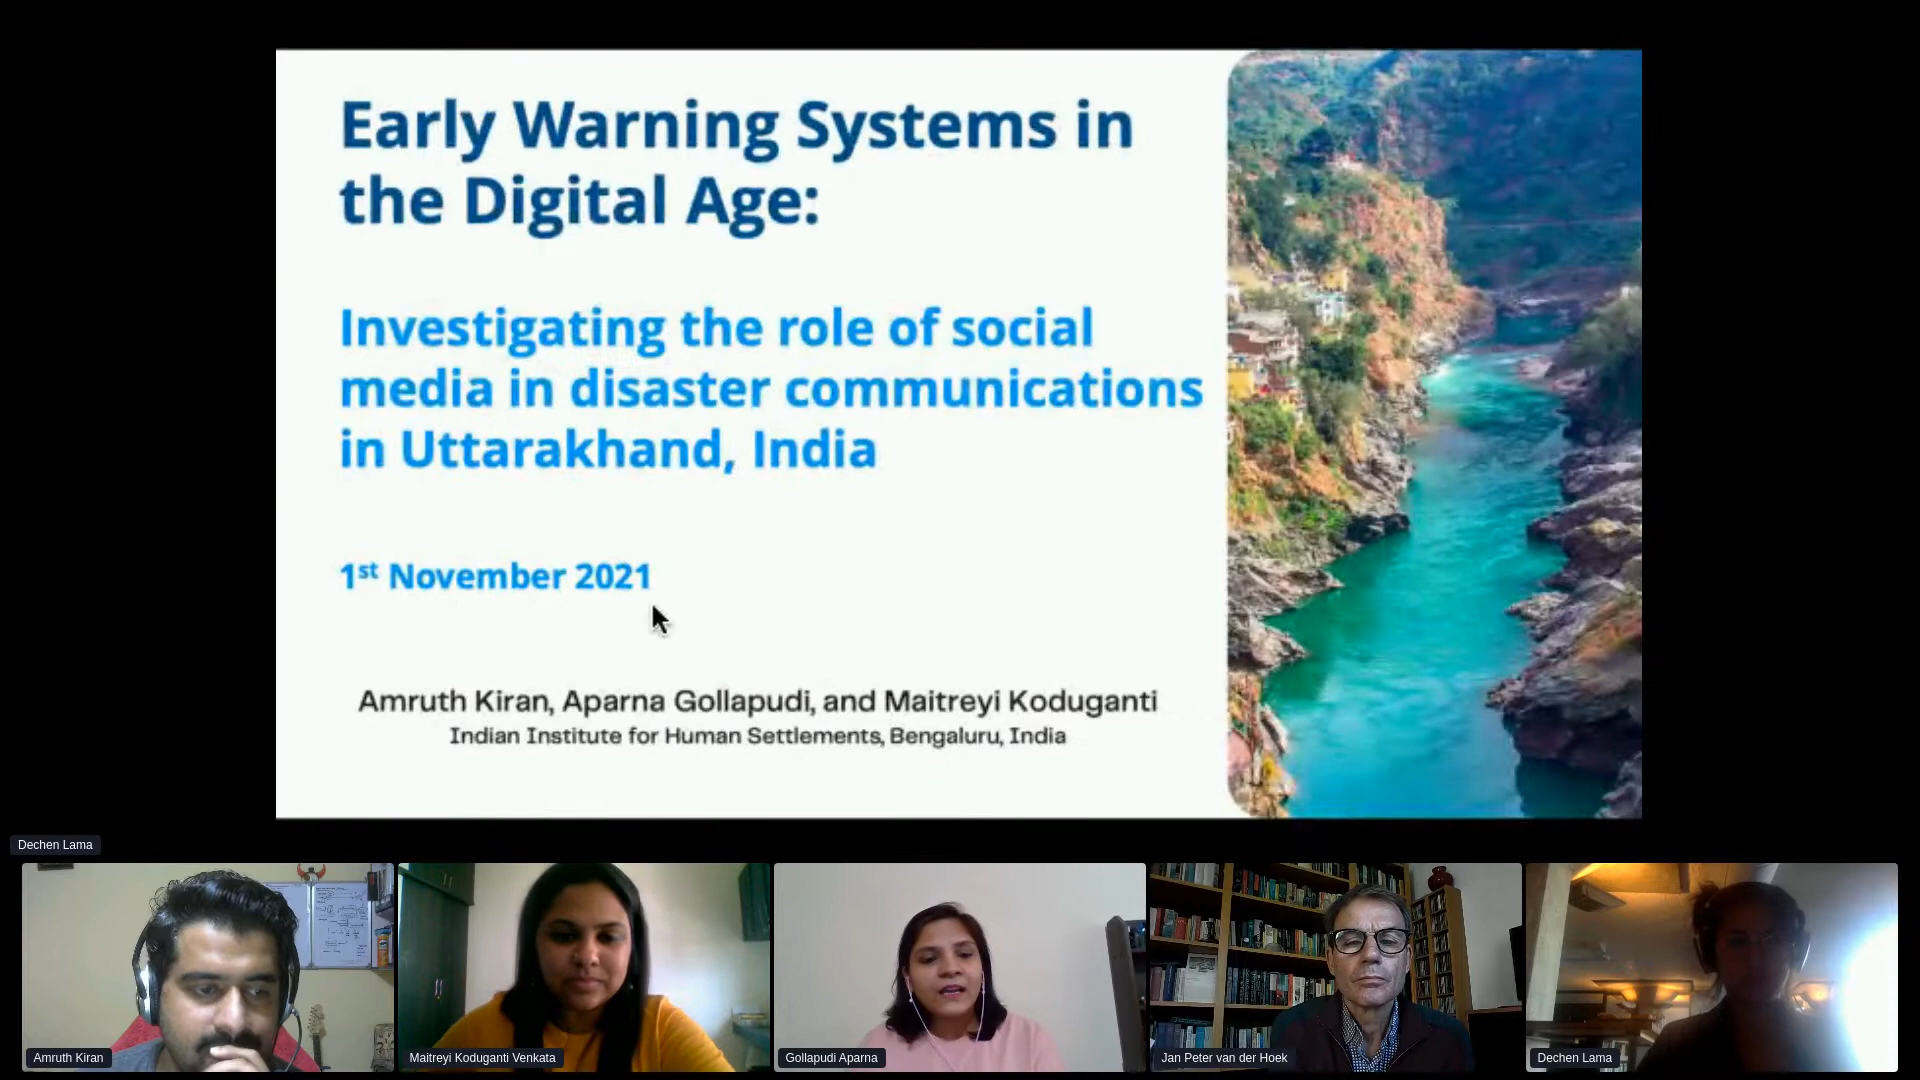 Early Warning Systems in
the Digital Age:
Investigating the role of social
media in disaster communications
in Uttarakhand, India
1st November 2021
Amruth Kiran, Aparna Gollapudi, and Maitreyi Koduganti
Indian Institute for Human Settlements, Bengaluru, India
Dechen Lama
Amruth Kiran
Maitreyi Koduganti Venkata
Gollapudi Aparna
Jan Peter van der Hoek
Dechen Lama